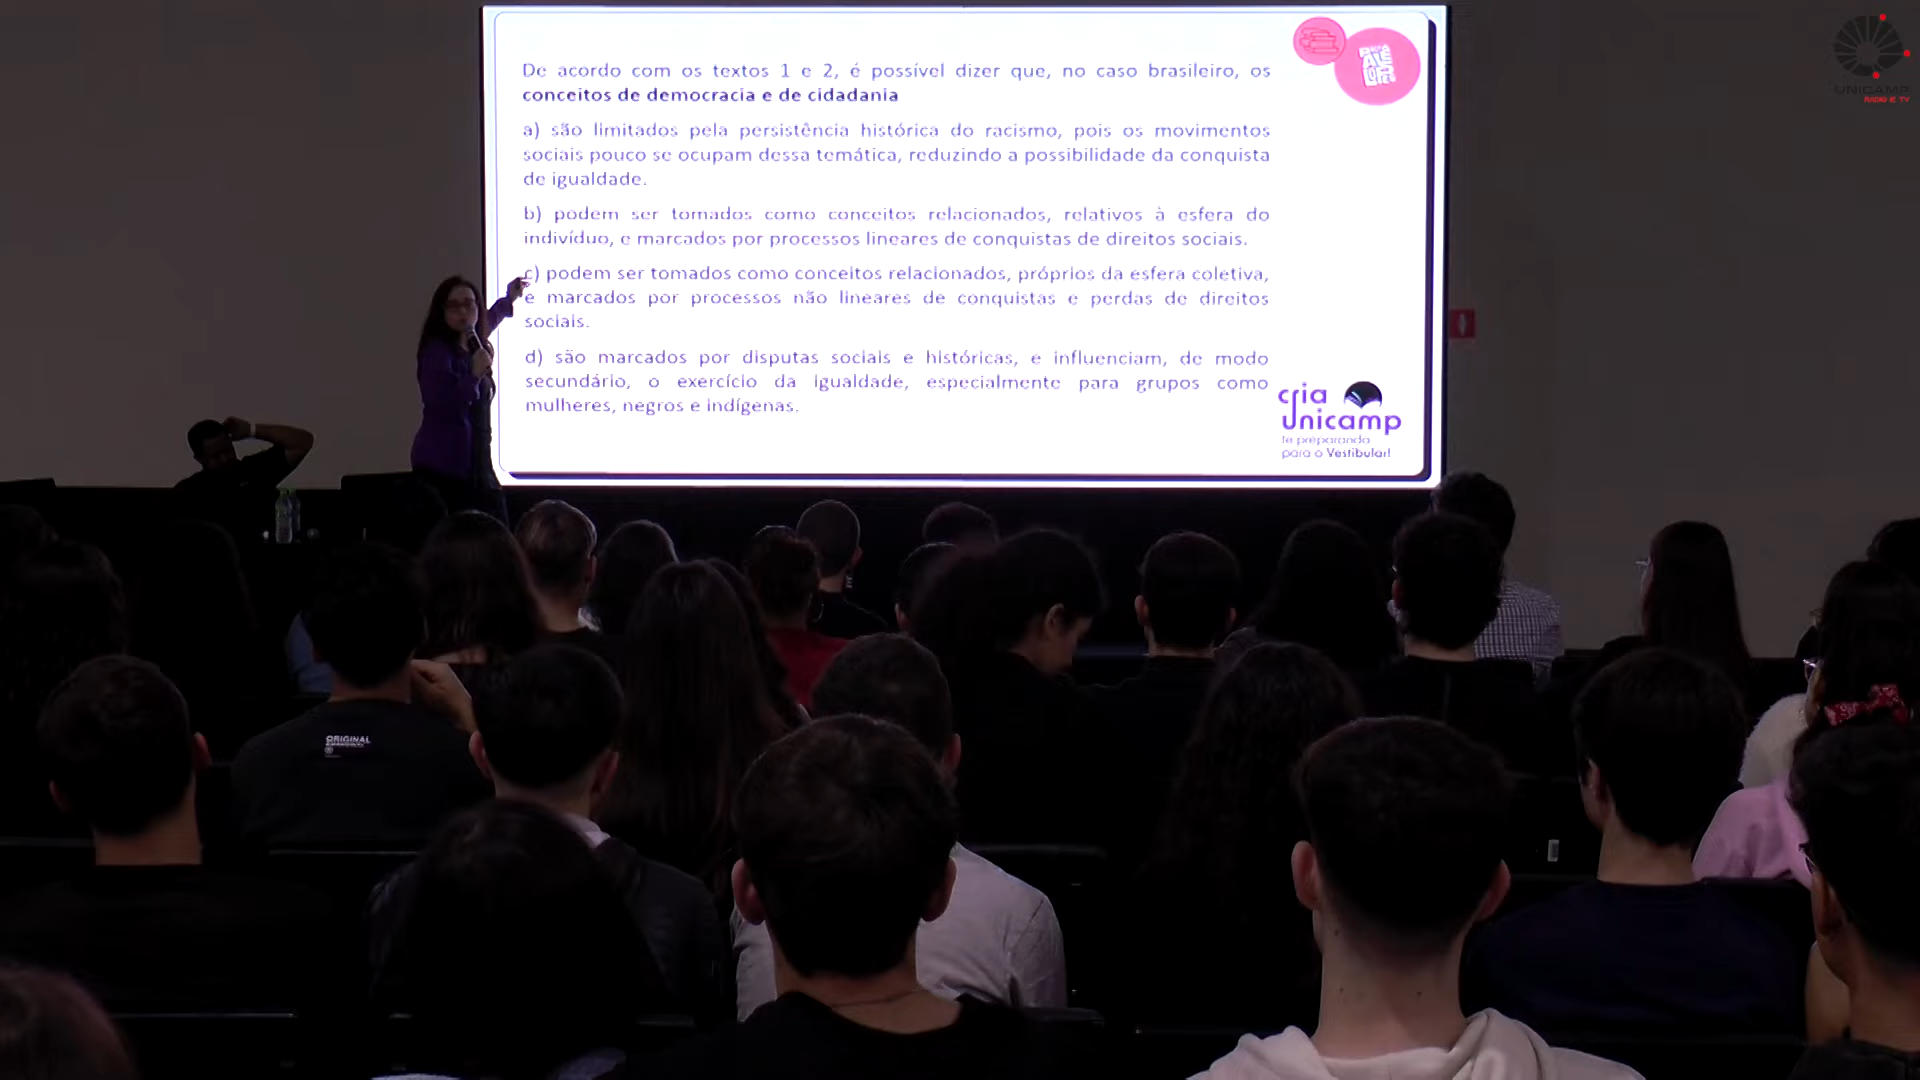 De acordo com os textos 1 e 2, é possível dizer que, no caso brasileiro, os
conceitos de democracia e de cidadania
a) são limitados pela persistência histórica do racismo, pois os movimentos
sociais pouco se ocupam dessa temática, reduzindo a possibilidade da conquista
de igualdade.
b) podem ser tomados como conceitos relacionados, relativos à esfera do
indivíduo, e marcados por processos lineares de conquistas de direitos sociais.
c) podem ser tomados como conceitos relacionados, próprios da esfera coletiva,
e marcados por processos não lineares de conquistas e perdas de direitos
sociais.
d) são marcados por disputas sociais e históricas, e influenciam, de modo
secundário, o exercício da igualdade, especialmente para grupos como
mulheres, negros e indígenas.
cria
unicamp
te preparando
para o Vestibular!
UNICAMP
RÁDIO E TV
ORIGINAL